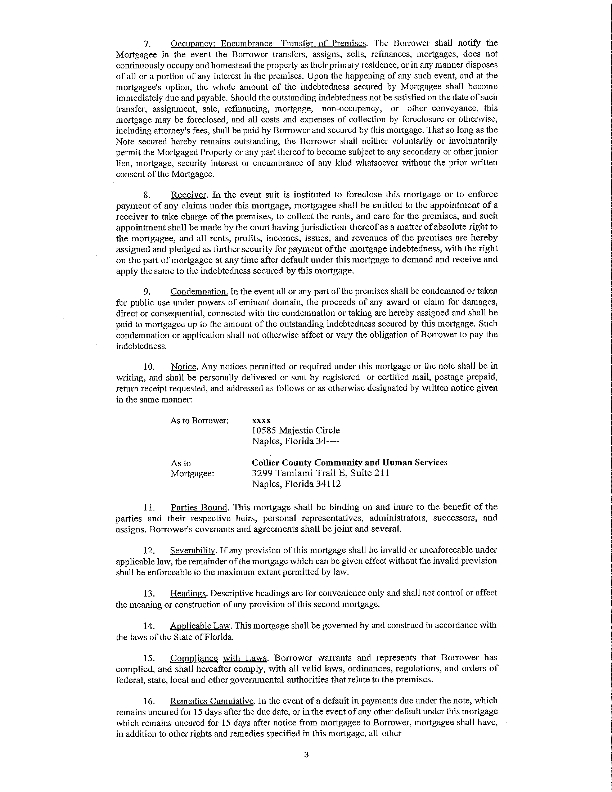 7. Occupancy; Encumbrance Transfer of Premises. The Borrower shall notify the
Mortgagee in the event the Borrower transfers, assigns, sells, refinances, mortgages, does not
continuously occupy and homestead the property as their primary residence, or in any manner disposes
of all or a portion of any interest in the premises. Upon the happening of any such event, and at the
mortgagee's option, the whole amount of the indebtedness secured by Mortgagee shall become
immediately due and payable. Should the outstanding indebtedness not be satisfied on the date of such
transfer, assignment, sale, refinancing, mortgage, non-occupancy, or other conveyance, this
mortgage may be foreclosed, and all costs and expenses of collection by foreclosure or otherwise,
including attorney's fees, shall be paid by Borrower and secured by this mortgage. That so long as the
Note secured hereby remains outstanding, the Borrower shall neither voluntarily or involuntarily
permit the Mortgaged Property or any part thereof to become subject to any secondary or other junior
lien, mortgage, security interest or encumbrance of any kind whatsoever without the prior written
consent of the Mortgagee.
8. Receiver. In the event suit is instituted to foreclose this mortgage or to enforce
payment of any claims under this mortgage, mortgagee shall be entitled to the appointment of a
receiver to take charge of the premises, to collect the rents, and care for the premises, and such
appointment shall be made by the court having jurisdiction thereof as a matter of absolute right to
the mortgagee, and all rents, profits, incomes, issues, and revenues of the premises are hereby
assigned and pledged as further security for payment of the mortgage indebtedness, with the right
on the part of mortgagee at any time after default under this mortgage to demand and receive and
apply the same to the indebtedness secured by this mortgage.
9. Condemnation. In the event all or any part of the premises shall be condemned or taken
for public use under powers of eminent domain, the proceeds of any award or claim for damages,
direct or consequential, connected with the condemnation or taking are hereby assigned and shall be
paid to mortgagee up to the amount of the outstanding indebtedness secured by this mortgage. Such
condemnation or application shall not otherwise affect or vary the obligation of Borrower to pay the
indebtedness.
10. Notice. Any notices permitted or required under this mortgage or the note shall be in
writing, and shall be personally delivered or sent by registered or certified mail, postage prepaid,
return receipt requested, and addressed as follows or as otherwise designated by written notice given
in the same manner:
As to Borrower: xxxx
10585 Majestic Circle
Naples, Florida 34----
As to Collier County Community and Human Services
Mortgagee: 3299 Tamiami Trail E. Suite 211
Naples, Florida 34112
11. Parties Bound. This mortgage shall be binding on and inure to the benefit of the
parties and their respective heirs, personal representatives, administrators, successors, and
assigns. Borrower's covenants and agreements shall be joint and several.
12. Severability. If any provision of this mortgage shall be invalid or unenforceable under
applicable law, the remainder of the mortgage which can be given effect without the invalid provision
shall be enforceable to the maximum extent permitted by law.
13. Headings. Descriptive headings are for convenience only and shall not control or affect
the meaning or construction of any provision of this second mortgage.
14. Applicable Law. This mortgage shall be governed by and construed in accordance with
the laws of the State of Florida.
15. Compliance with Laws. Borrower warrants and represents that Borrower has
complied, and shall hereafter comply, with all valid laws, ordinances, regulations, and orders of
federal, state, local and other governmental authorities that relate to the premises.
16. Remedies Cumulative. In the event of a default in payments due under the note, which
remains uncured for 15 days after the due date, or in the event of any other default under this mortgage
which remains uncured for 15 days after notice from mortgagee to Borrower, mortgagee shall have,
in addition to other rights and remedies specified in this mortgage, all other
3